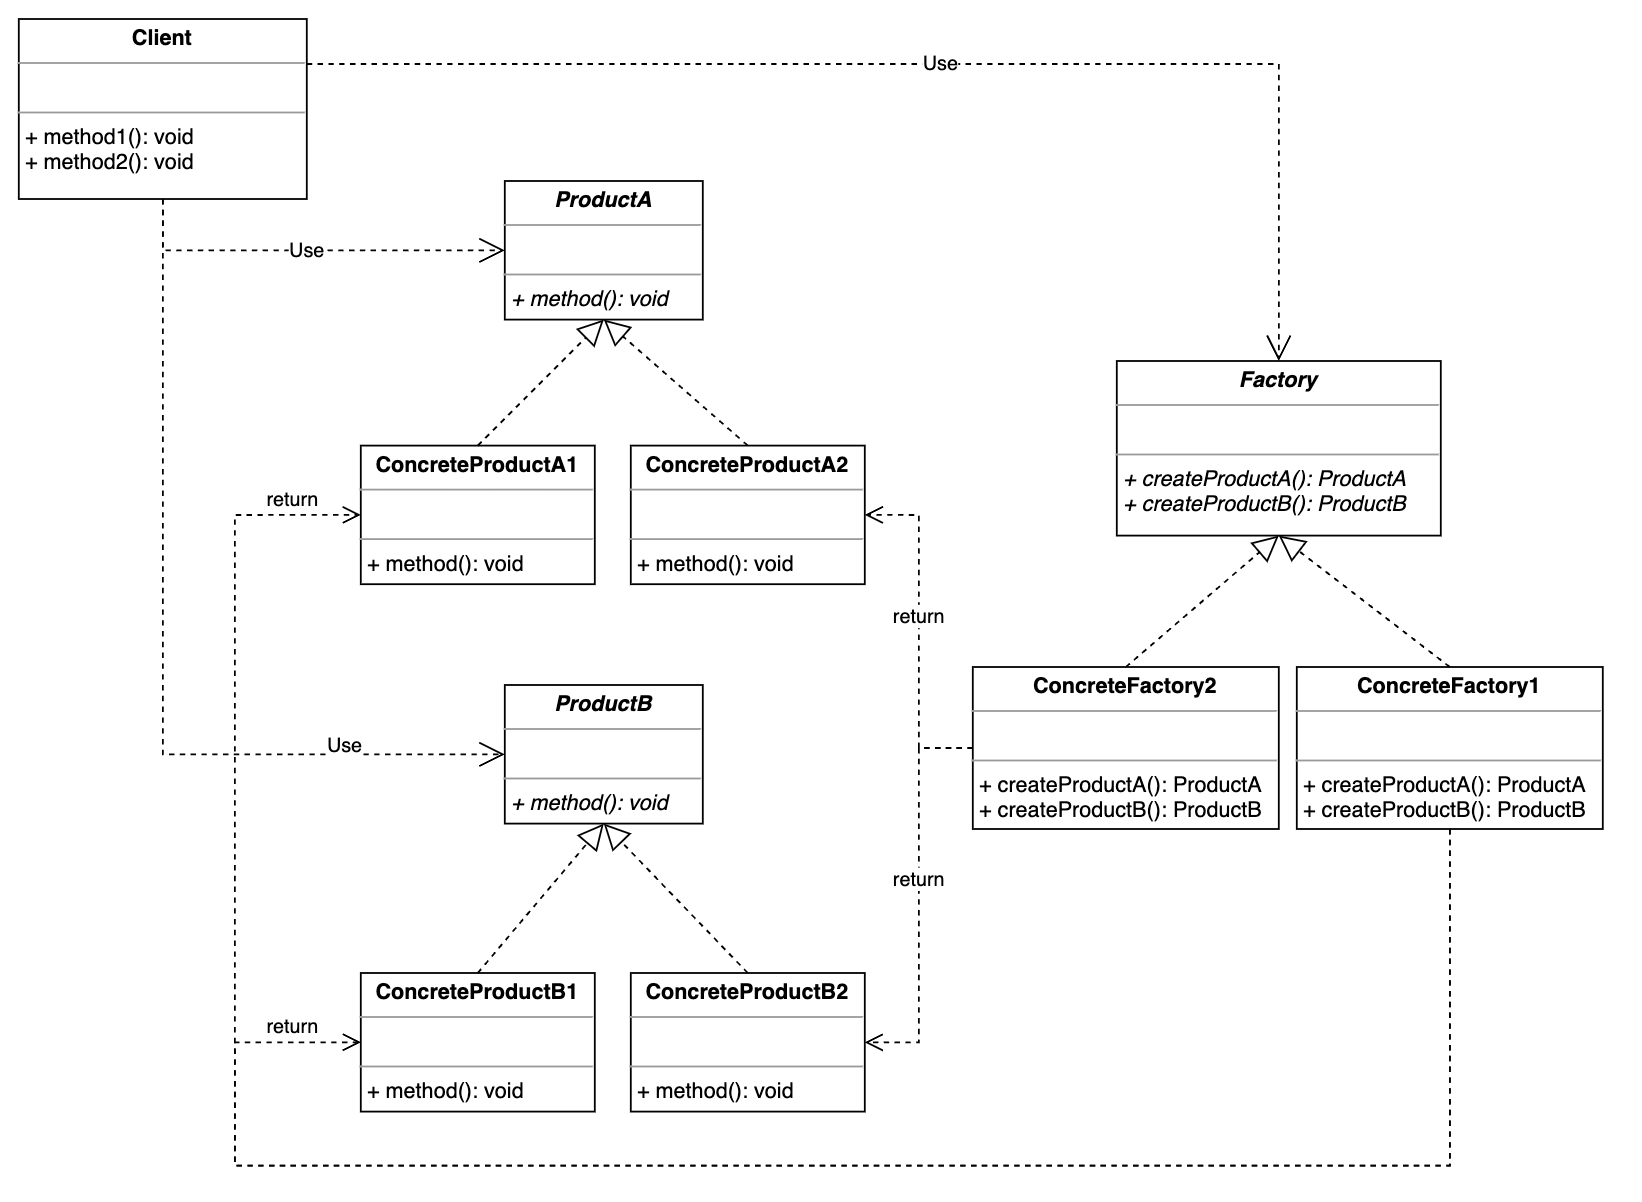 Client
+ method1(): void
+ method2(): void
Use
ProductA
+ method(): void
Use
Factory
+ createProductA(): ProductA
+ createProductB(): ProductB
ConcreteProductA1
+ method(): void
ConcreteProductA2
+ method(): void
return
return
ConcreteFactory2
+ createProductA(): ProductA
+ createProductB(): ProductB
ConcreteFactory1
+ createProductA(): ProductA
+ createProductB(): ProductB
ProductB
+ method(): void
Use
return
ConcreteProductB1
+ method(): void
ConcreteProductB2
+ method(): void
return